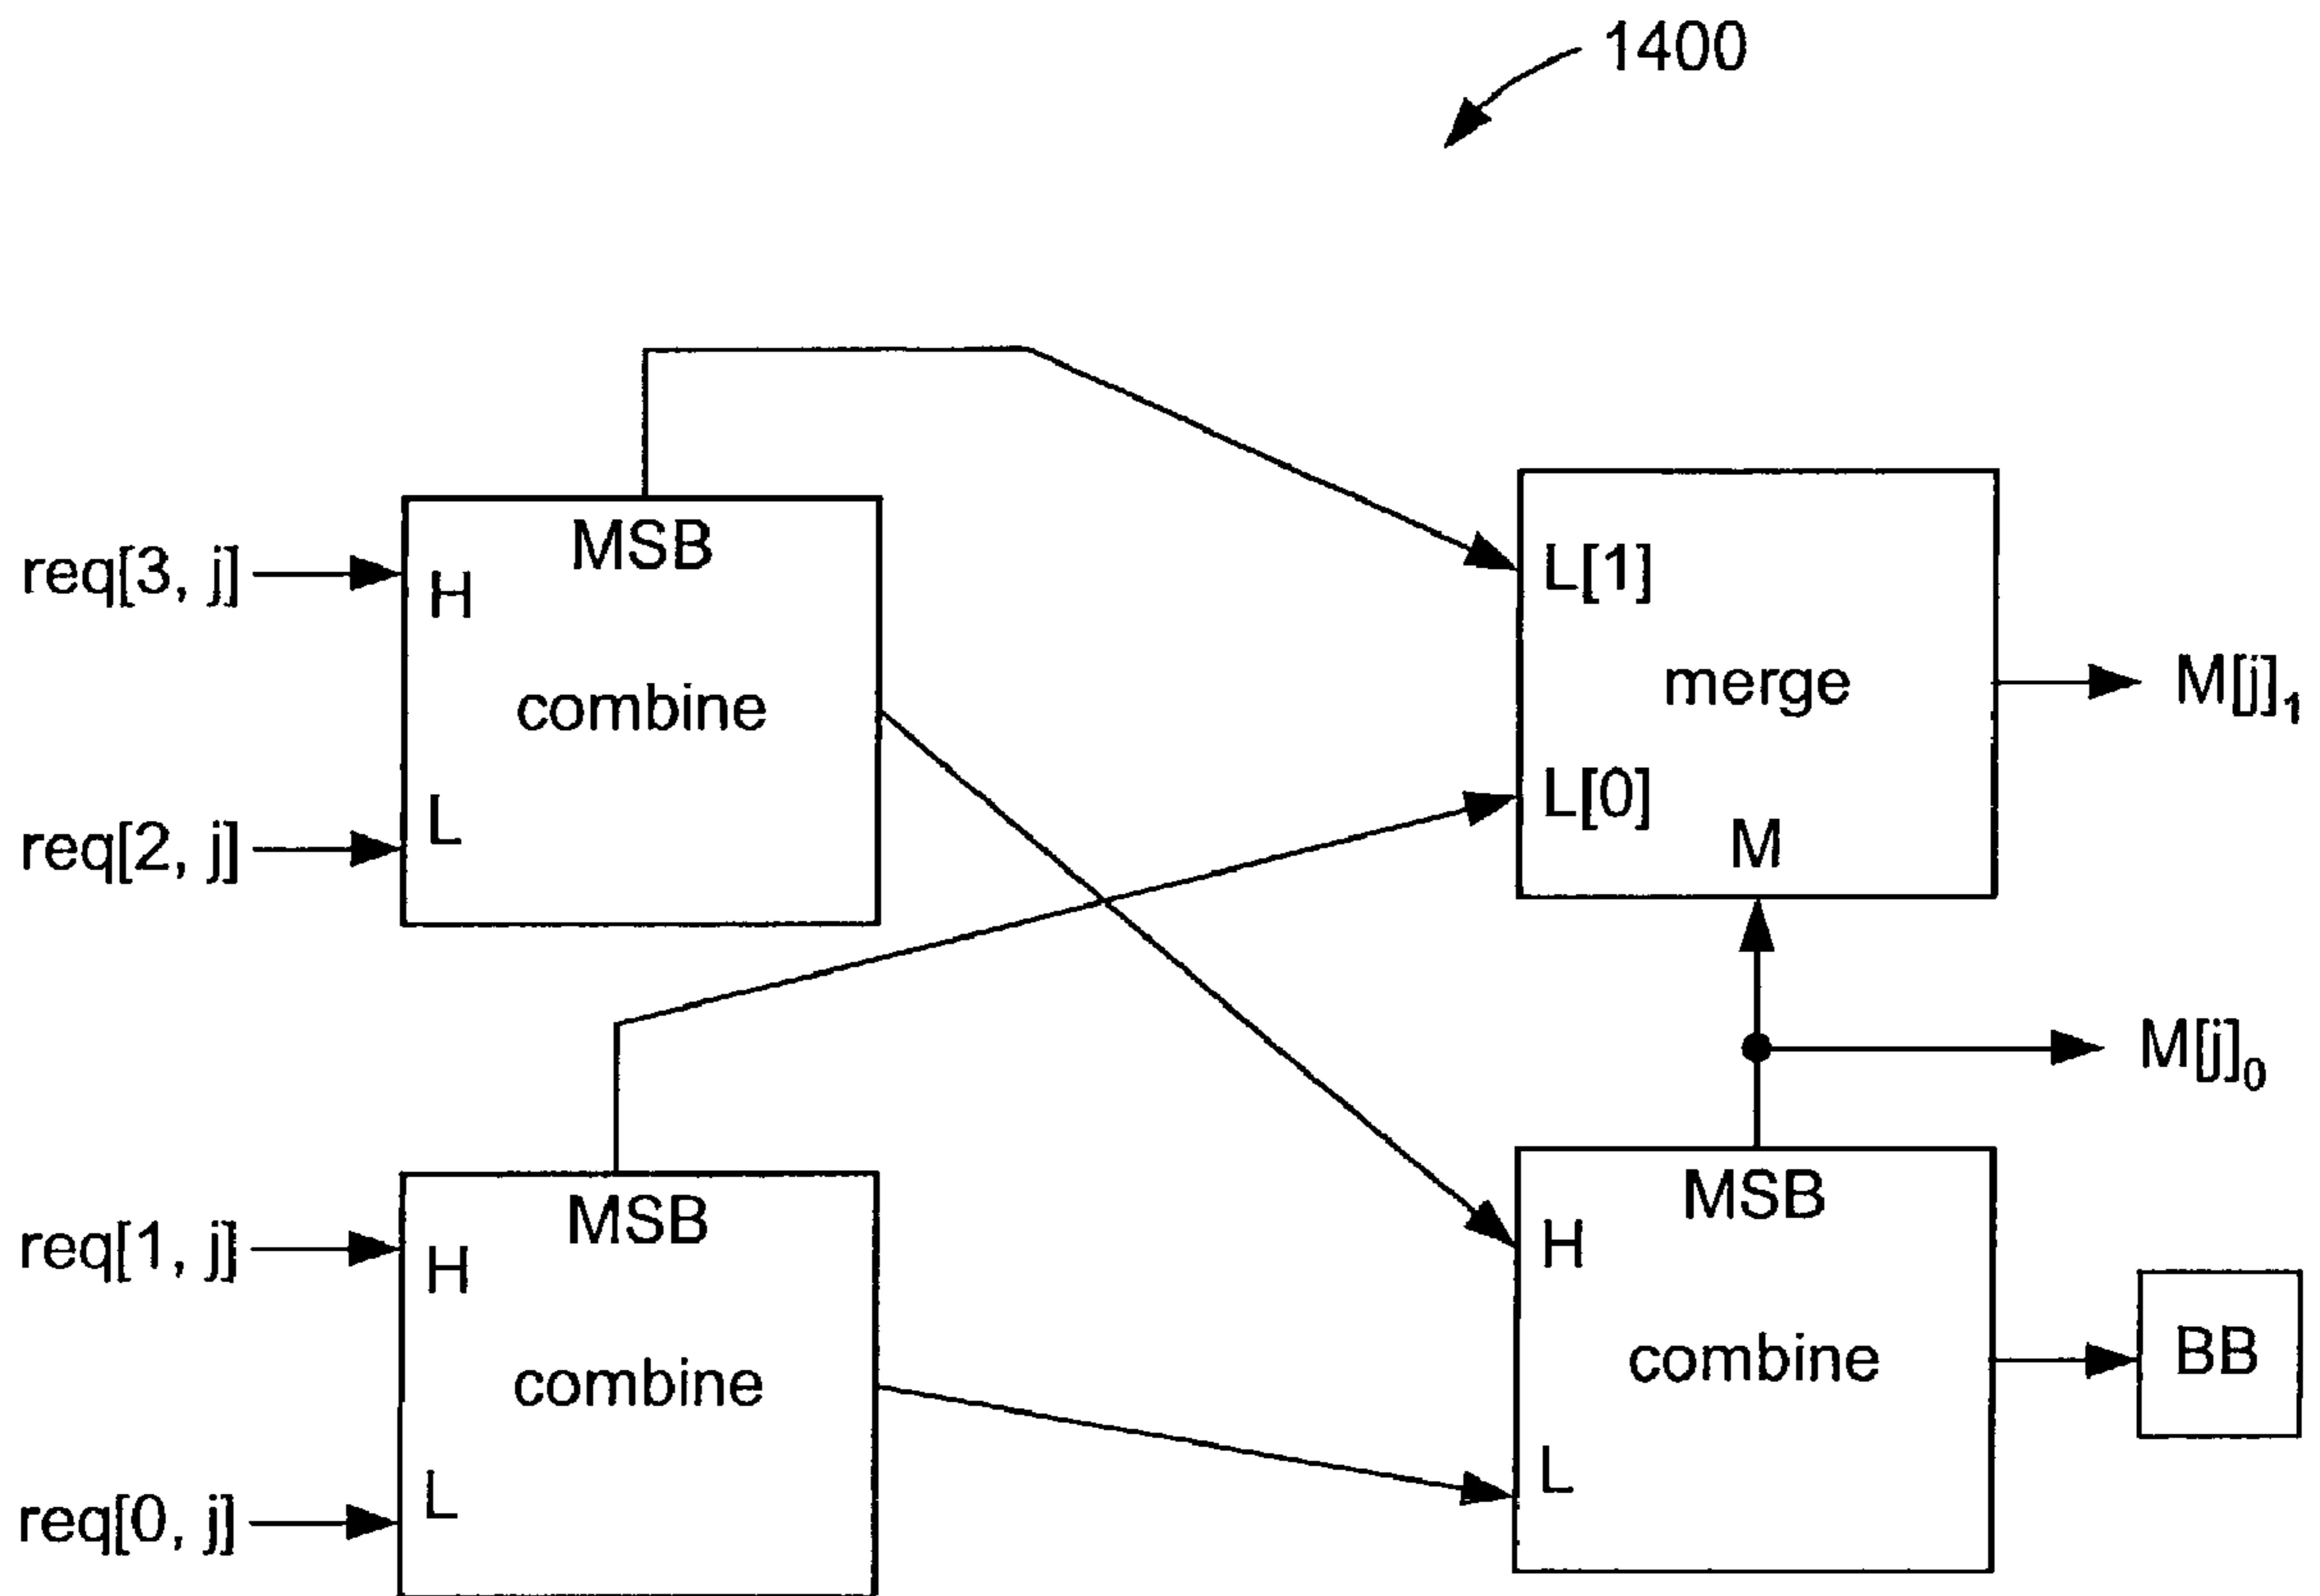 1400
MSB
req[3, j]
H
combine
req[2, j]
L
L[1]
merge
L[0]
M
M[j]₁
M[j]₀
MSB
req[1, j]
H
combine
req[0, j]
L
MSB
H
combine
L
BB